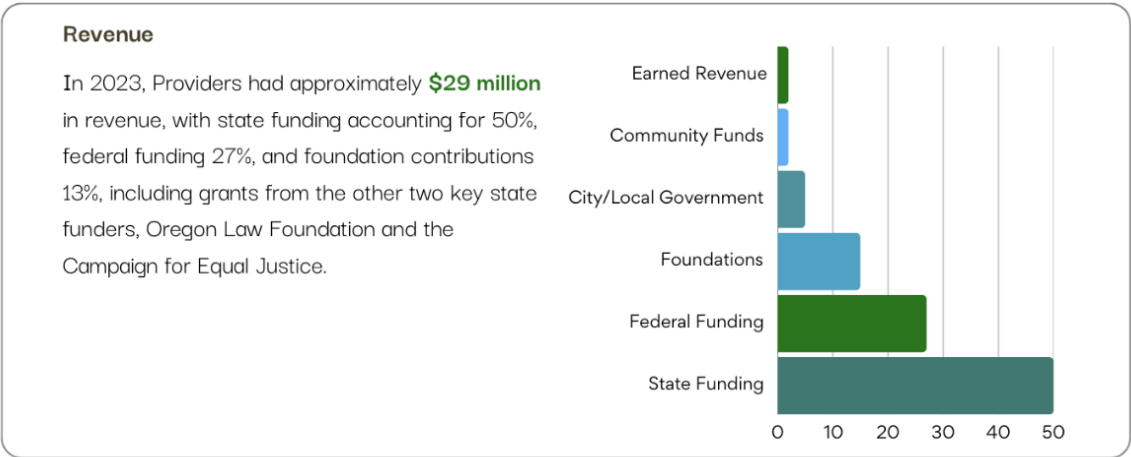 Revenue
In 2023, Providers had approximately $29 million
in revenue, with state funding accounting for 50%,
federal funding 27%, and foundation contributions
13%, including grants from the other two key state
funders, Oregon Law Foundation and the
Campaign for Equal Justice.
Earned Revenue
Community Funds
City/Local Government
Foundations
Federal Funding
State Funding
0 10 20 30 40 50